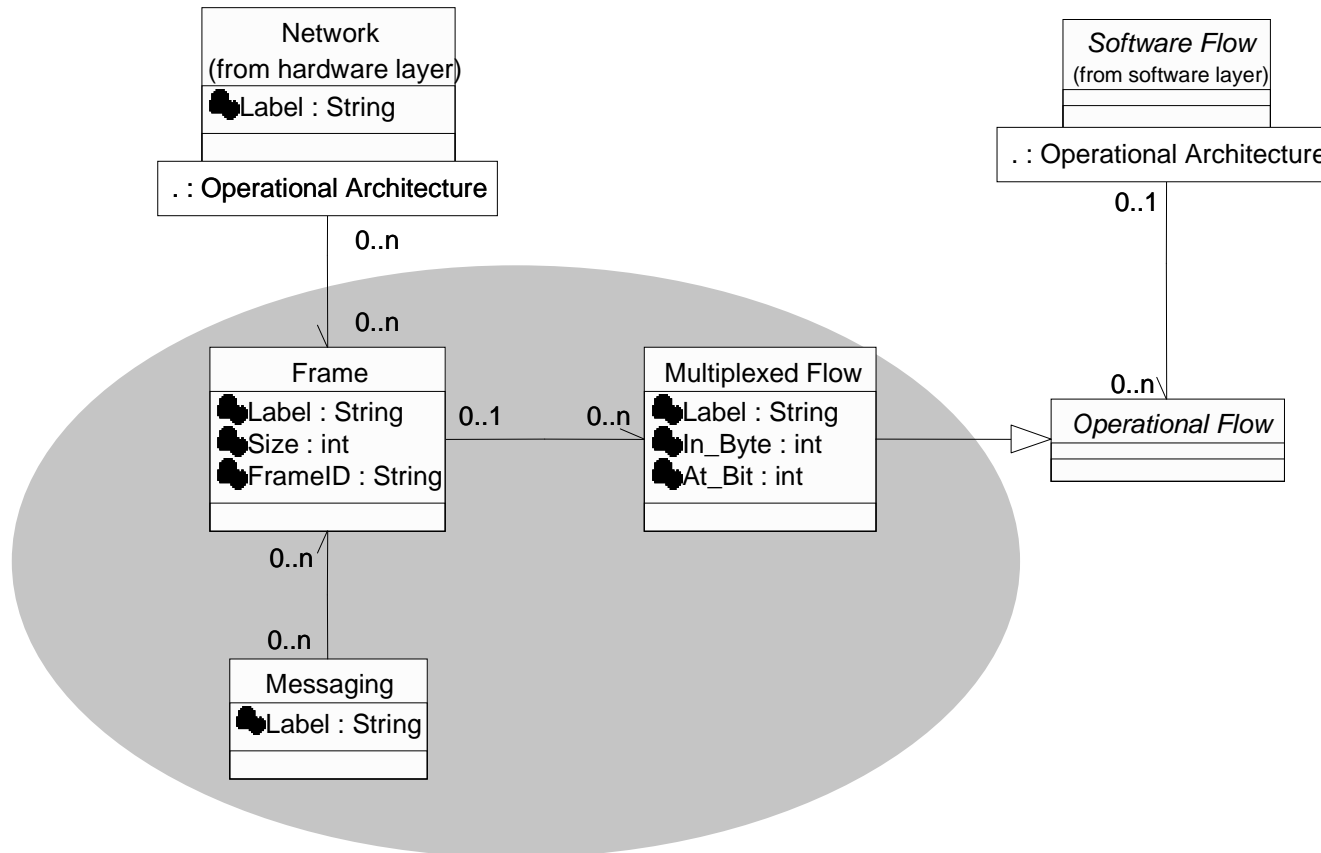 Network
(from hardware layer)
Label : String
. : Operational Architecture
0..n
0..n
Software Flow
(from software layer)
. : Operational Architecture
0..1
0..n
Frame
Label : String
Size : int
FrameID : String
0..1
0..n
Multiplexed Flow
Label : String
In_Byte : int
At_Bit : int
Operational Flow
0..n
0..n
Messaging
Label : String